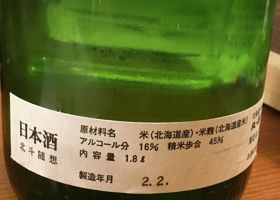 日本酒
北斗随想
原材料名 米(北海道産)・米麹(北海道産米)
アルコール分 16% 精米歩合 45%
内容量 1.8ℓ
製造年月 2.2.